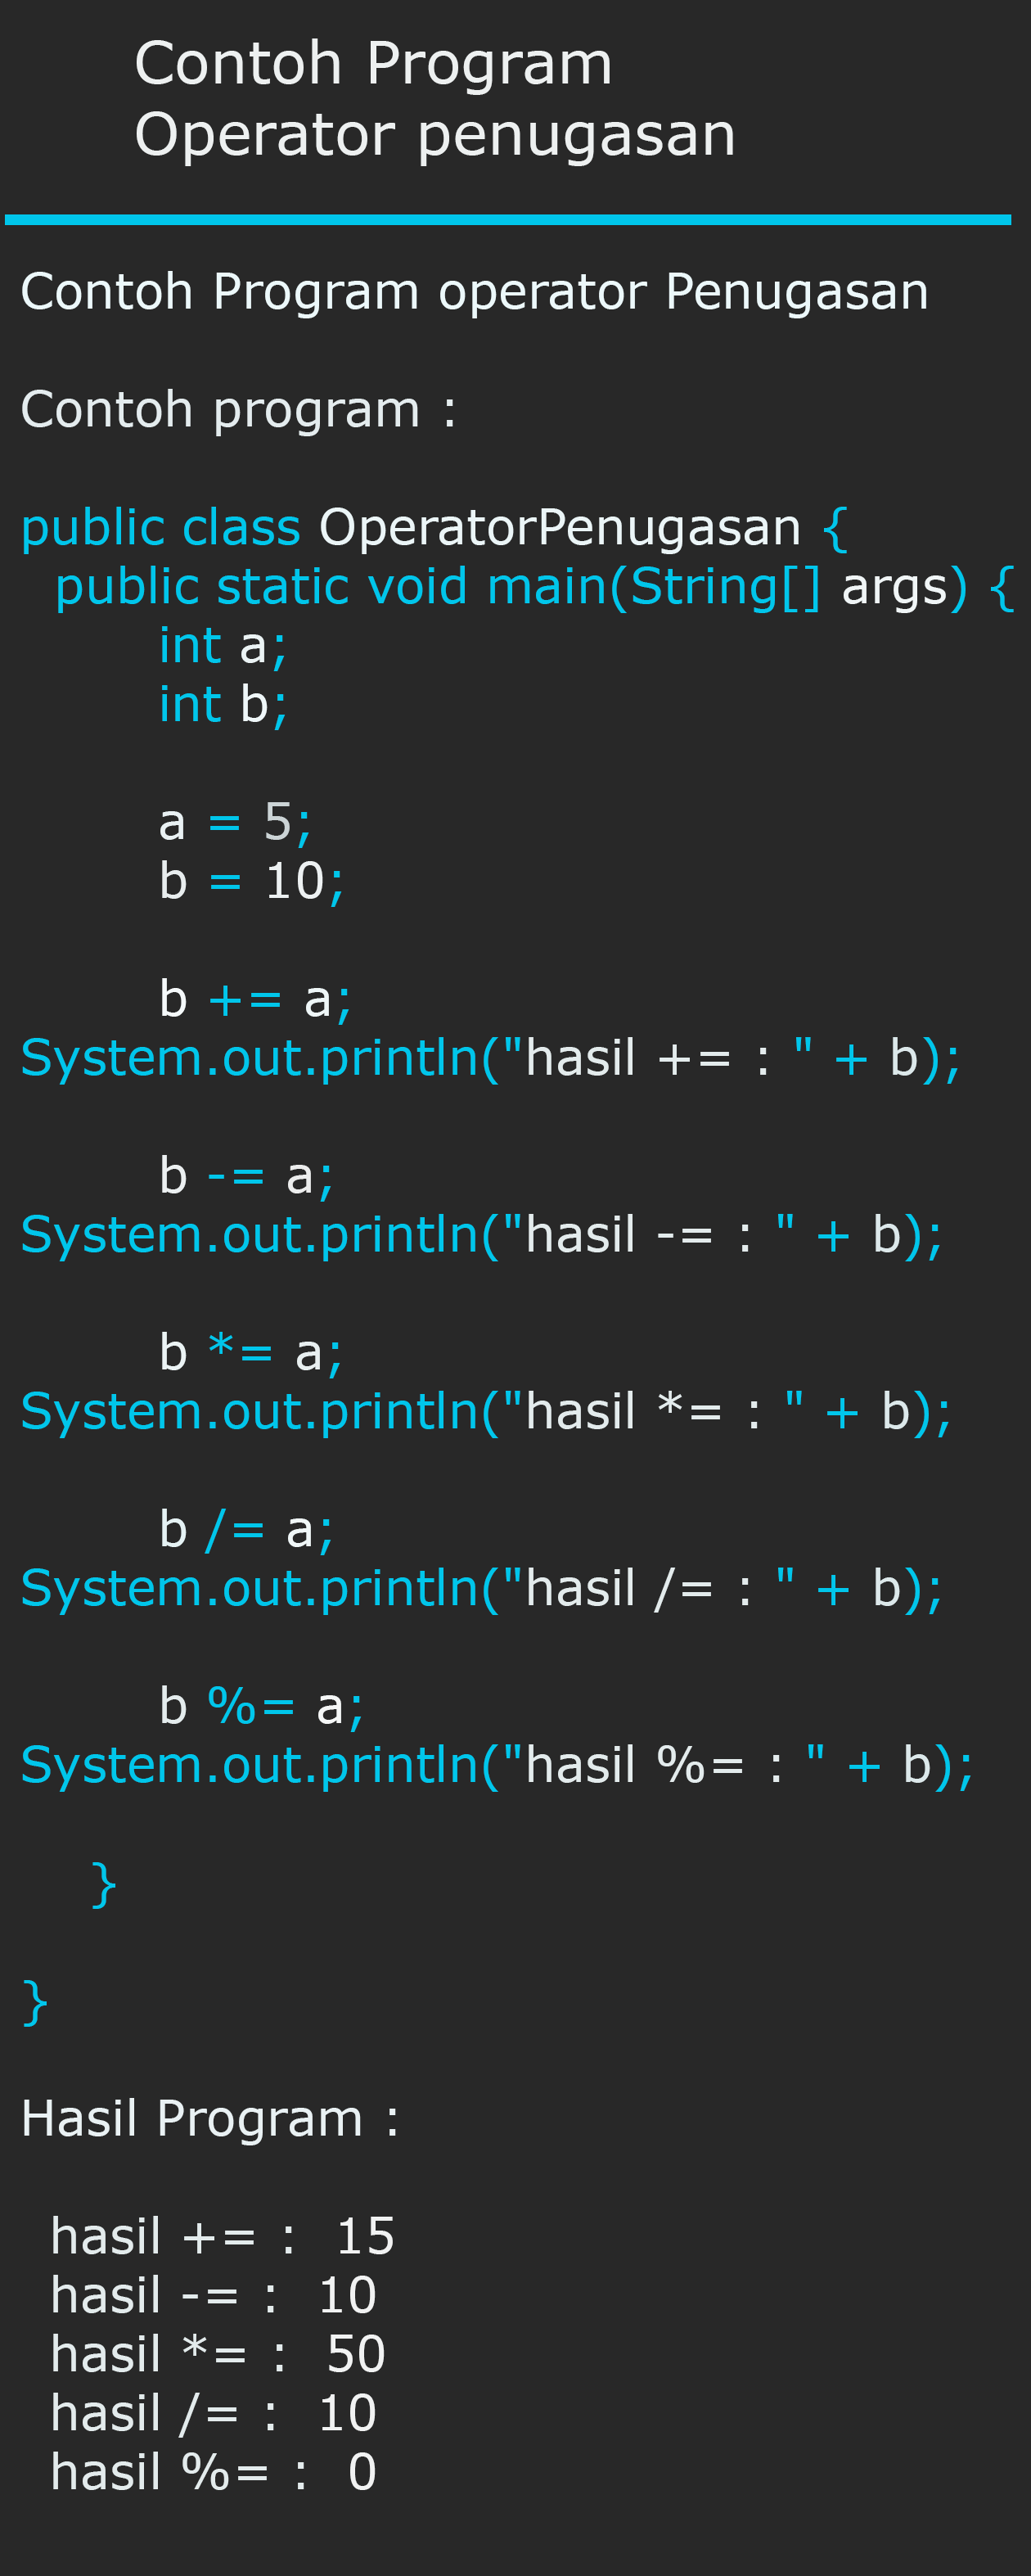 Contoh Program
Operator penugasan
Contoh Program operator Penugasan
Contoh program :
public class OperatorPenugasan {
public static void main(String[] args) {
int a;
int b;
a = 5;
b = 10;
b += a;
System.out.println("hasil += : " + b);
b -= a;
System.out.println("hasil -= : " + b);
b *= a;
System.out.println("hasil *= : " + b);
b /= a;
System.out.println("hasil /= : " + b);
b %= a;
System.out.println("hasil %= : " + b);
}
}
Hasil Program :
hasil += :  15
hasil -= :  10
hasil *= :  50
hasil /= :  10
hasil %= :  0